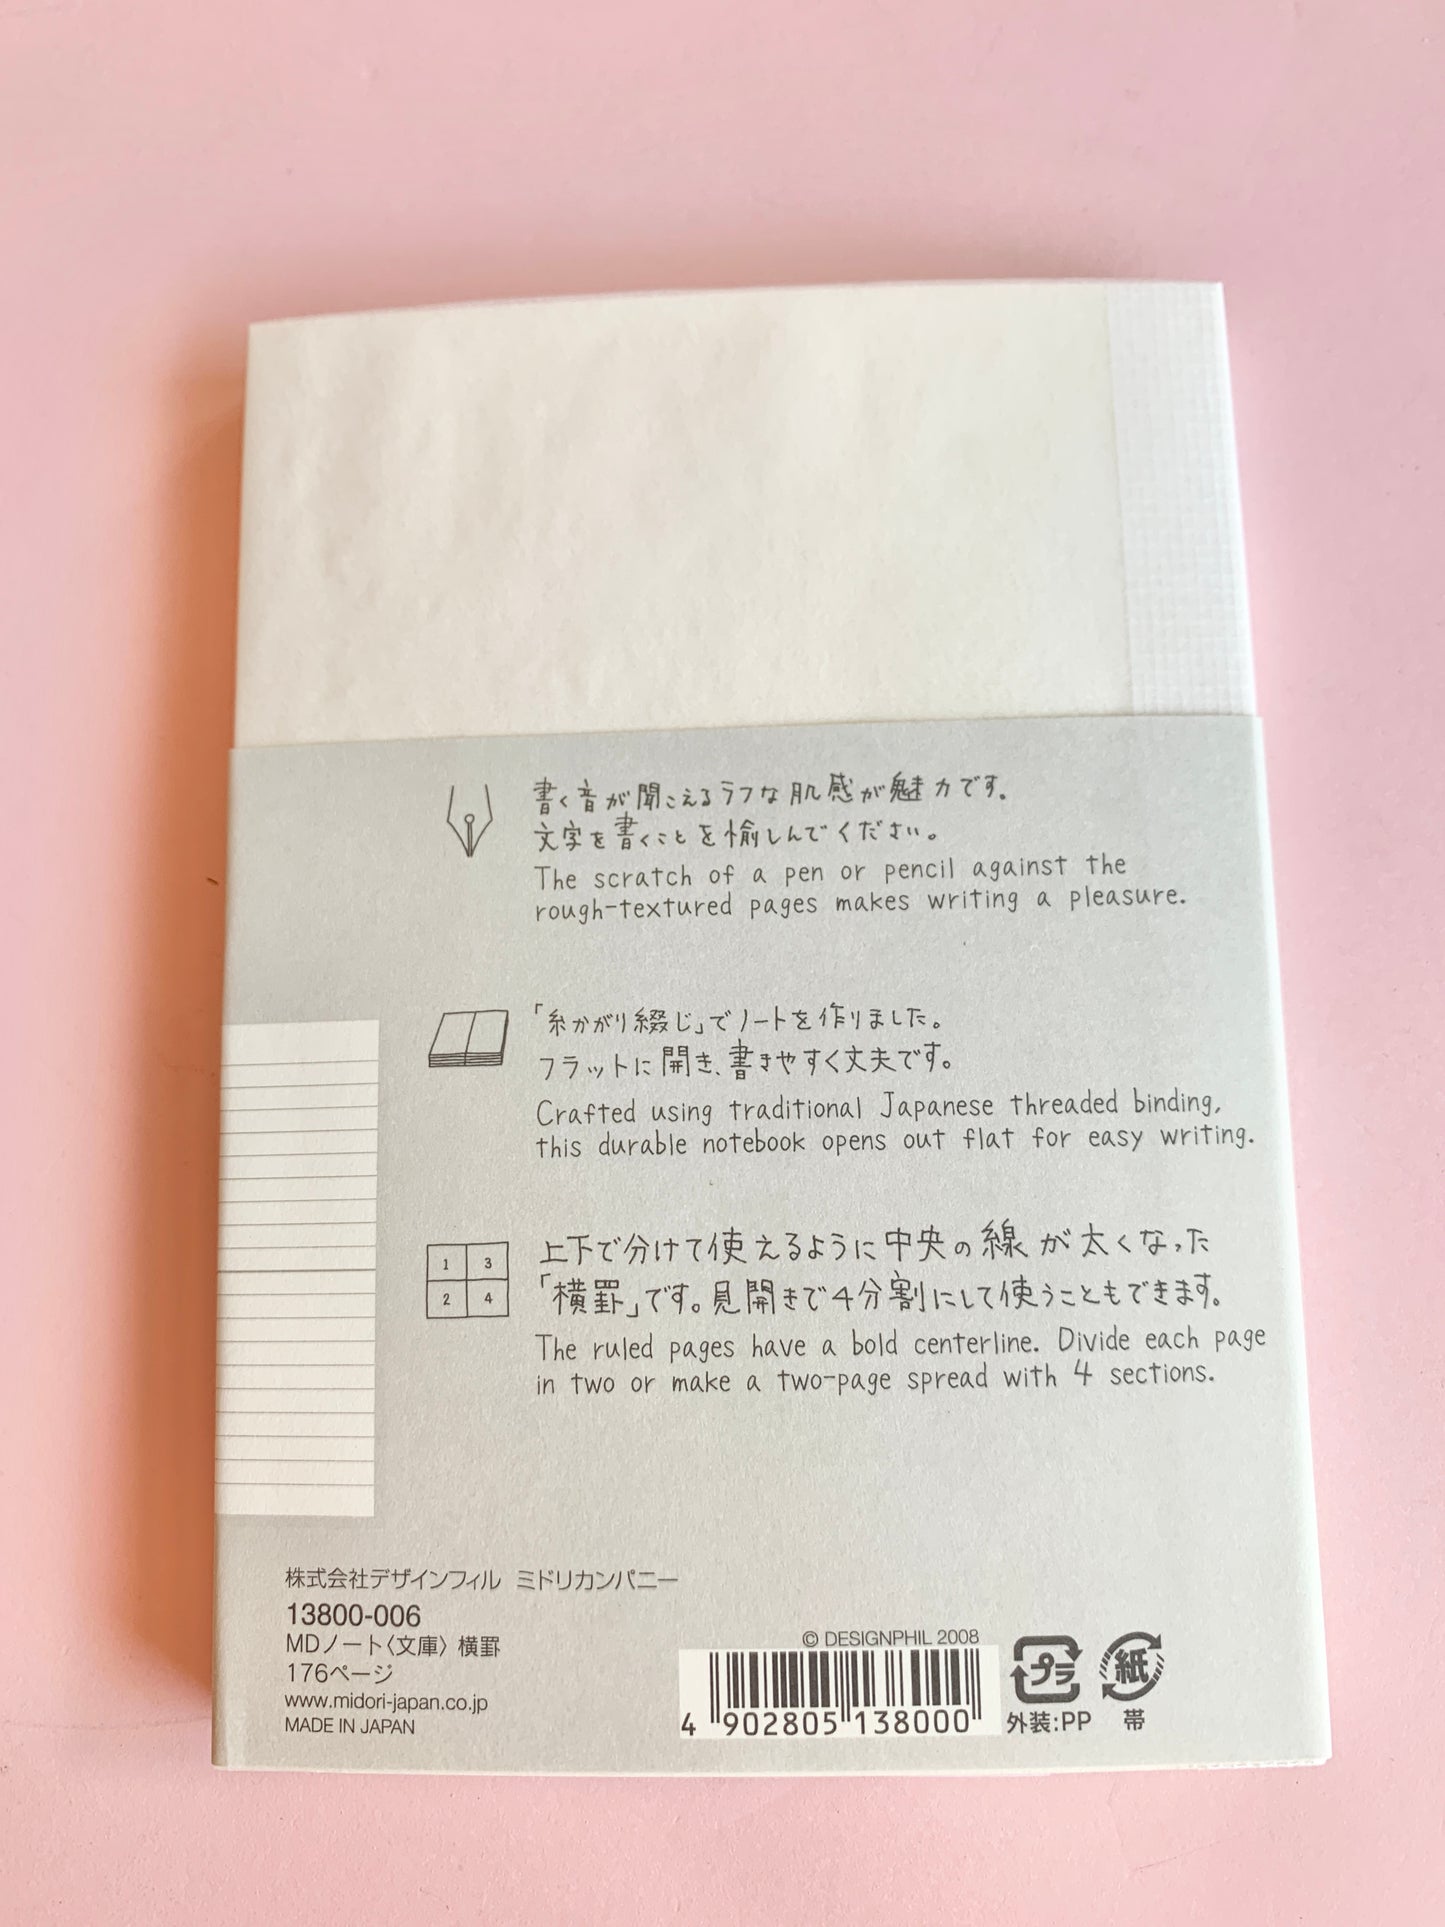 書く音が聞こえるラフな肌感が魅力です。
文字を書くことを愉しんでください。
The scratch of a pen or pencil against the
rough-textured pages makes writing a pleasure.
「糸かがり綴じ」でノートを作りました。
フラットに開き、書きやすく丈夫です。
Crafted using traditional Japanese threaded binding,
this durable notebook opens out flat for easy writing.
1 3
2 4
上下で分けて使えるように中央の線が太くなった
「横罫」です。見開きで4分割にして使うこともできます。
The ruled pages have a bold centerline. Divide each page
in two or make a two-page spread with 4 sections.
株式会社デザインフィル ミドリカンパニー
13800-006
MDノート〈文庫〉 横罫
176ページ
www.midori-japan.co.jp
MADE IN JAPAN
© DESIGNPHIL 2008
4 902805 138000
プラ
外装:PP
紙
帯